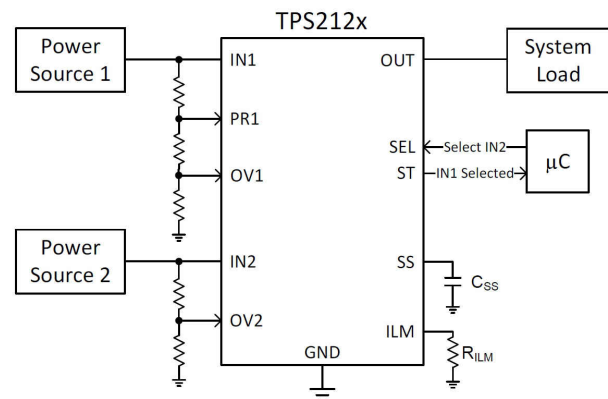 TPS212x
Power
Source 1
IN1
OUT
System
Load
PR1
SEL
Select IN2
μC
OV1
ST
IN1 Selected
Power
Source 2
IN2
SS
CSS
OV2
ILM
RILM
GND